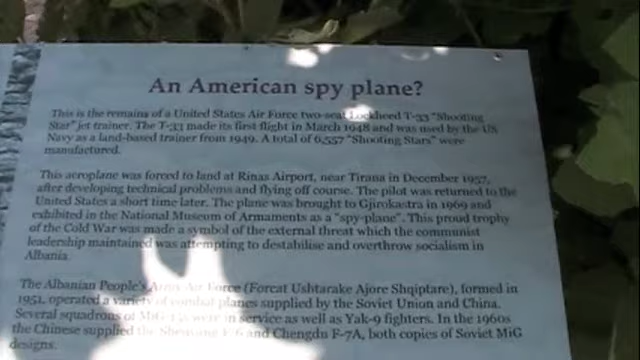 An American spy plane?
This is the remains of a United States Air Force two-seat Lockheed T-33 "Shooting
Star" jet trainer. The T-33 made its first flight in March 1948 and was used by the US
Navy as a land-based trainer from 1949. A total of 6,557 "Shooting Stars" were
manufactured.
This aeroplane was forced to land at Rinas Airport, near Tirana in December 1957,
after developing technical problems and flying off course. The pilot was returned to the
United States a short time later. The plane was brought to Gjirokastra in 1969 and
exhibited in the National Museum of Armaments as a "spy-plane". This proud trophy
of the Cold War was made a symbol of the external threat which the communist
leadership maintained was attempting to destabilise and overthrow socialism in
Albania.
The Albanian People's Army Air Force (Forcat Ushtarake Ajore Shqiptare), formed in
1951, operated a variety of combat planes supplied by the Soviet Union and China.
Several squadrons of were in service as well as Yak-9 fighters. In the 1960s
the Chinese supplied the Shenyang F-6 and Chengdu F-7A, both copies of Soviet MiG
designs.